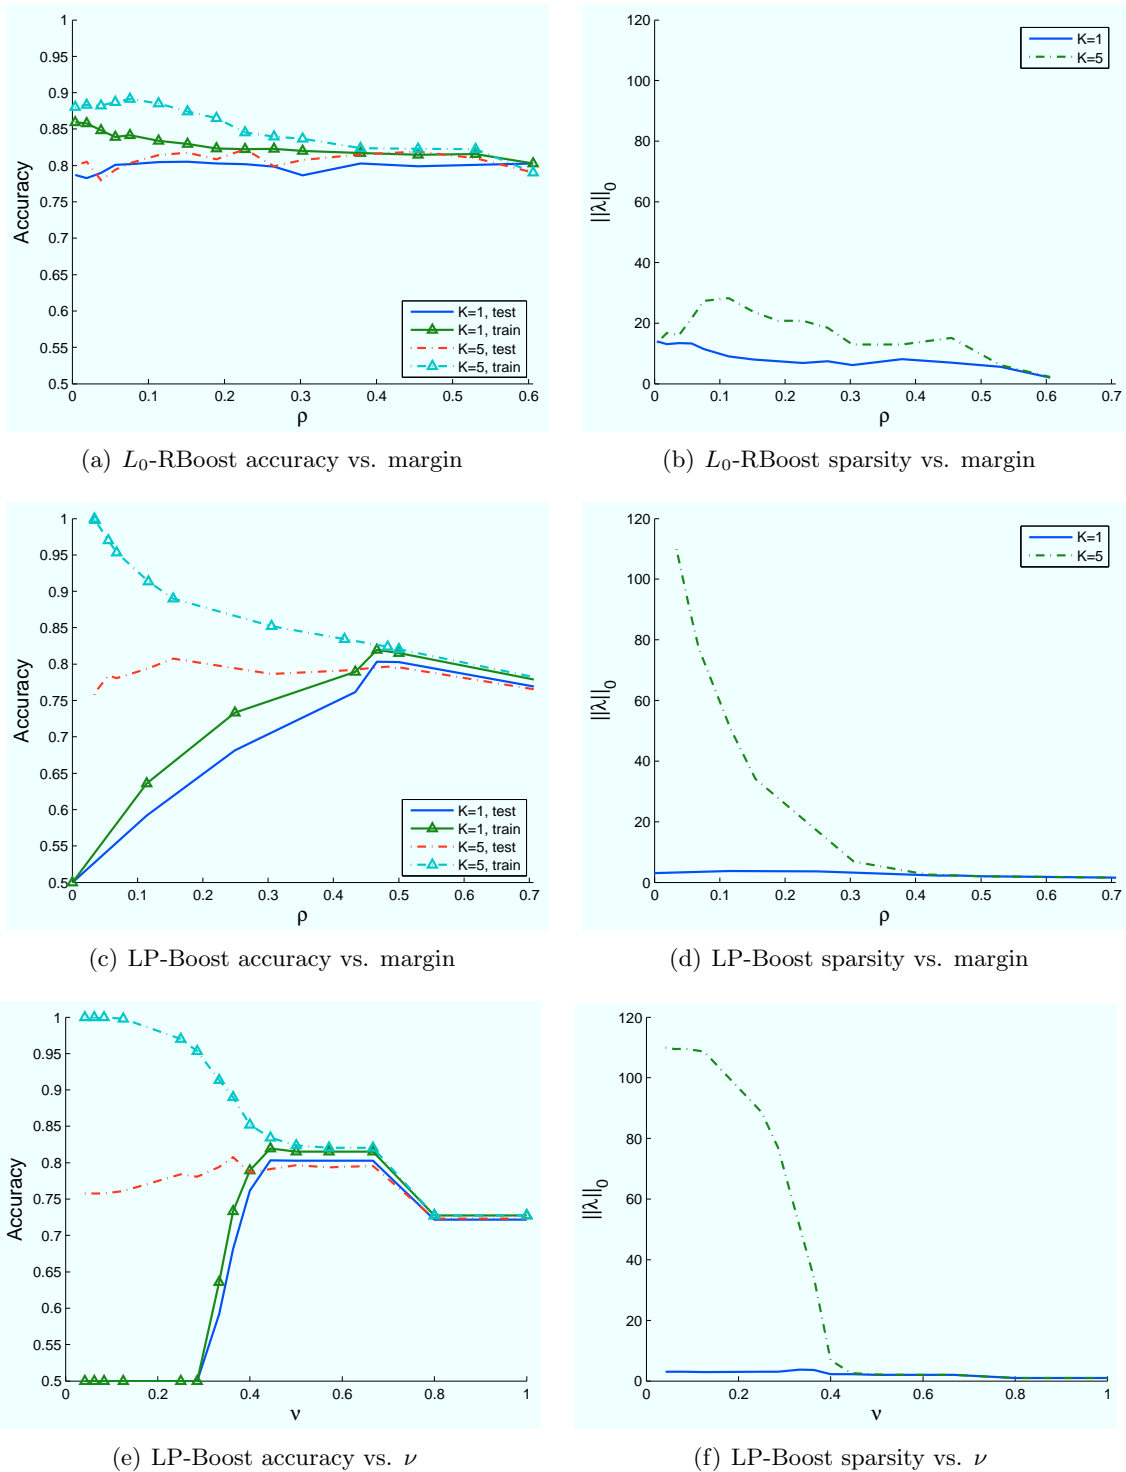 1
0.95
0.9
0.85
0.8
0.75
0.7
0.65
0.6
0.55
0.5
Accuracy
0 0.1 0.2 0.3 0.4 0.5 0.6
ρ
K=1, test
K=1, train
K=5, test
K=5, train
(a) L₀-RBoost accuracy vs. margin
120
100
80
60
40
20
0
||λ||₀
0 0.1 0.2 0.3 0.4 0.5 0.6 0.7
ρ
K=1
K=5
(b) L₀-RBoost sparsity vs. margin
1
0.95
0.9
0.85
0.8
0.75
0.7
0.65
0.6
0.55
0.5
Accuracy
0 0.1 0.2 0.3 0.4 0.5 0.6 0.7
ρ
K=1, test
K=1, train
K=5, test
K=5, train
(c) LP-Boost accuracy vs. margin
120
100
80
60
40
20
0
||λ||₀
0 0.1 0.2 0.3 0.4 0.5 0.6 0.7
ρ
K=1
K=5
(d) LP-Boost sparsity vs. margin
1
0.95
0.9
0.85
0.8
0.75
0.7
0.65
0.6
0.55
0.5
Accuracy
0 0.2 0.4 0.6 0.8 1
ν
(e) LP-Boost accuracy vs. ν
120
100
80
60
40
20
0
||λ||₀
0 0.2 0.4 0.6 0.8 1
ν
(f) LP-Boost sparsity vs. ν